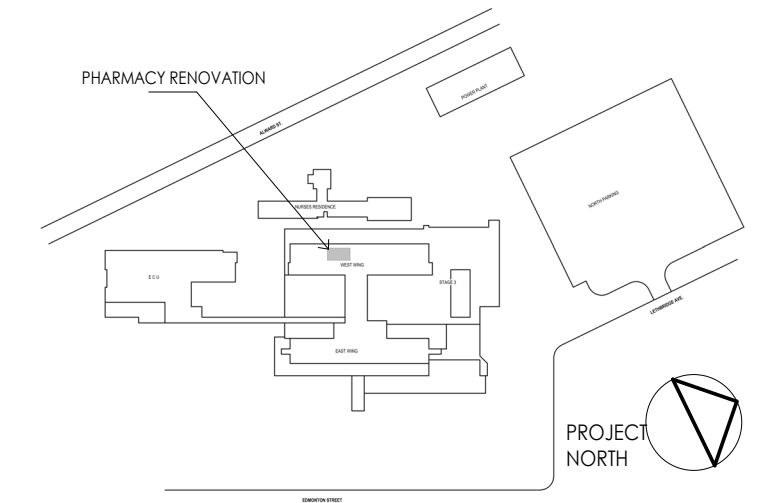 PHARMACY RENOVATION
POWER PLANT
ALWARD ST.
NORTH PARKING
NURSES RESIDENCE
WEST WING
E C U
STAGE 3
LETHBRIDGE AVE.
EAST WING
PROJECT
NORTH
EDMONTON STREET